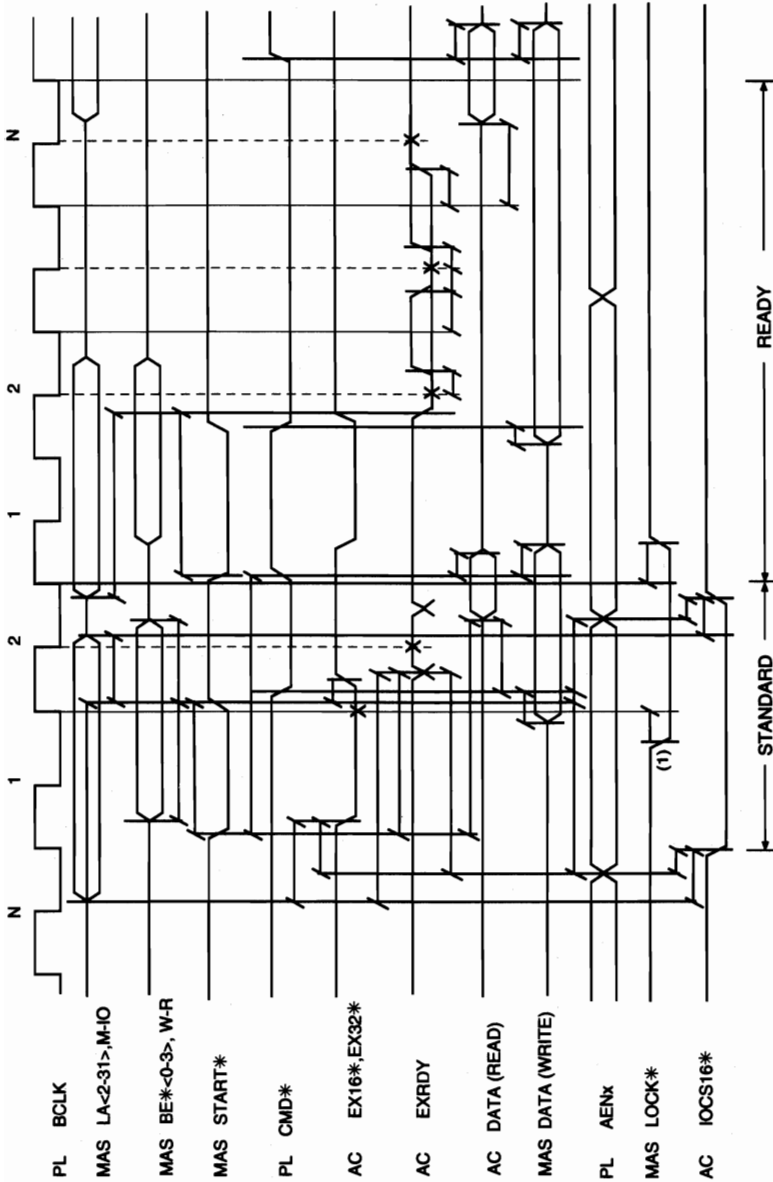 N 1 2 1 2 N
PL BCLK
MAS LA<2-31>,M-IO
MAS BE*<0-3>, W-R
MAS START*
PL CMD*
AC EX16*,EX32*
AC EXRDY
AC DATA (READ)
MAS DATA (WRITE)
PL AENx
MAS LOCK*
(1)
AC IOCS16*
STANDARD READY